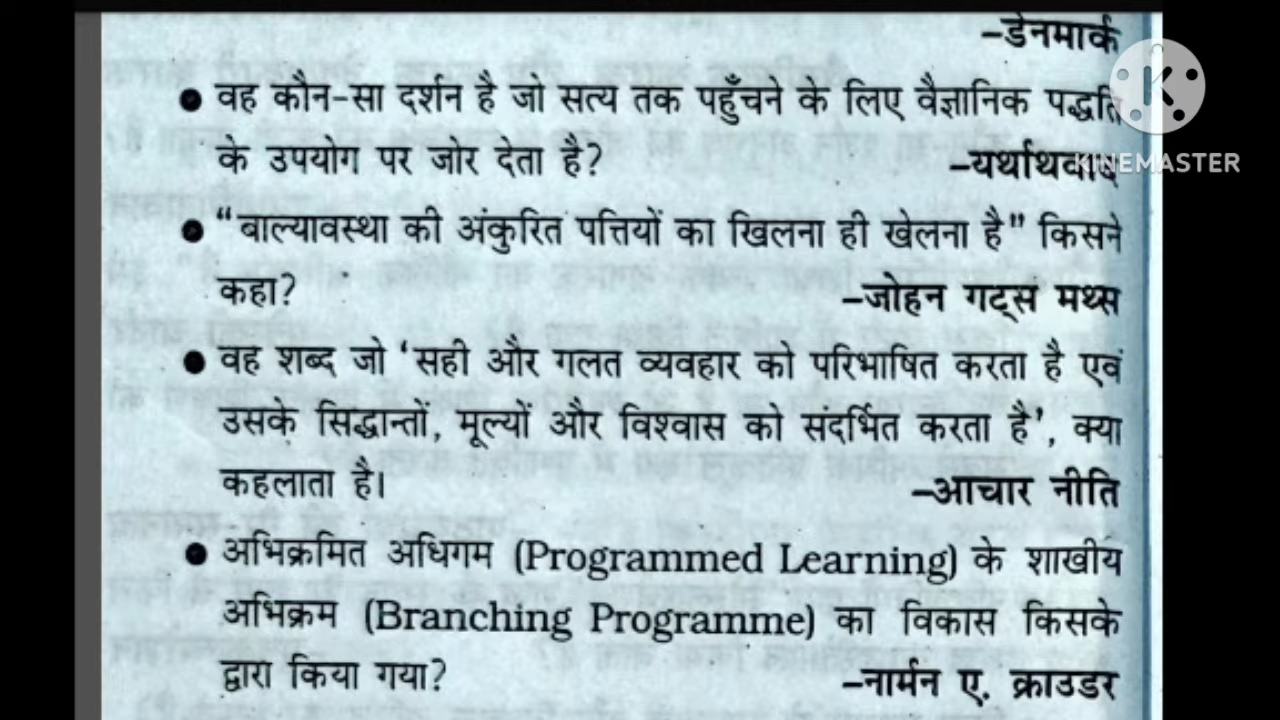 –डेनमार्क
● वह कौन-सा दर्शन है जो सत्य तक पहुँचने के लिए वैज्ञानिक पद्धति
के उपयोग पर जोर देता है? –यर्थाथवाद
KINEMASTER
● “बाल्यावस्था की अंकुरित पत्तियों का खिलना ही खेलना है” किसने
कहा? –जोहन गट्स मथ्स
● वह शब्द जो ‘सही और गलत व्यवहार को परिभाषित करता है एवं
उसके सिद्धान्तों, मूल्यों और विश्वास को संदर्भित करता है’, क्या
कहलाता है। –आचार नीति
● अभिक्रमित अधिगम (Programmed Learning) के शाखीय
अभिक्रम (Branching Programme) का विकास किसके
द्वारा किया गया? –नार्मन ए. क्राउडर